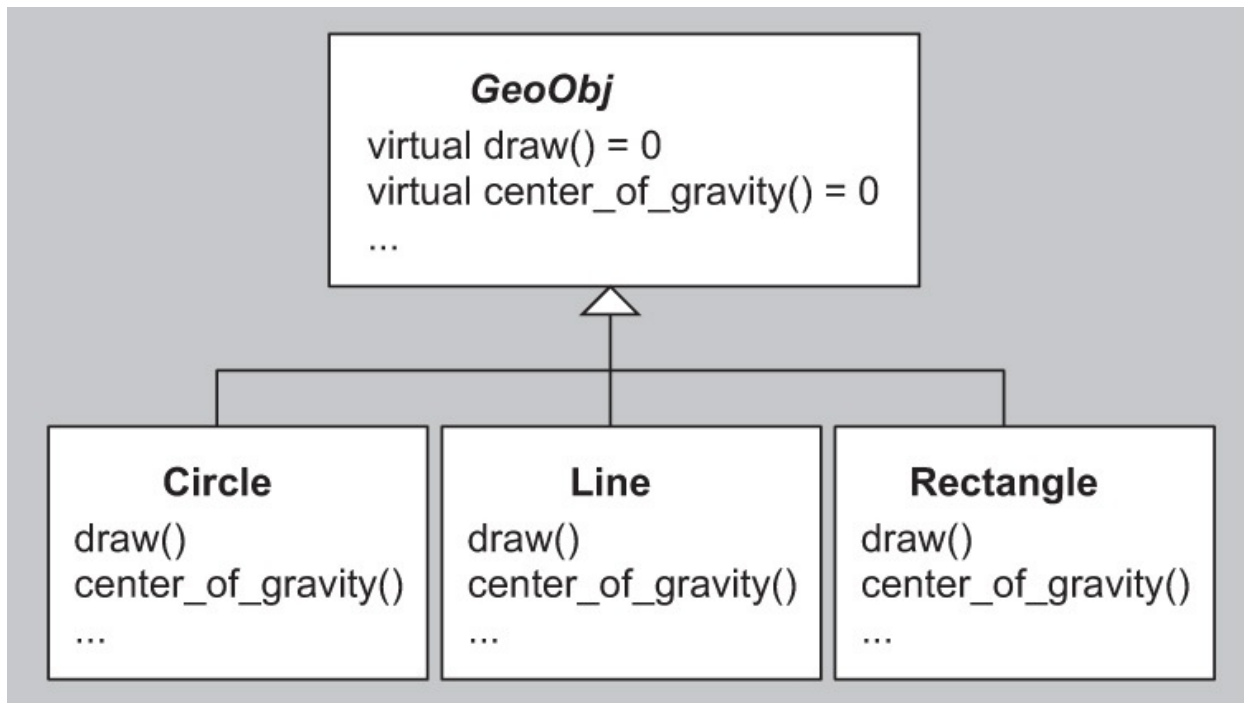 GeoObj
virtual draw() = 0
virtual center_of_gravity() = 0
...
Circle
draw()
center_of_gravity()
...
Line
draw()
center_of_gravity()
...
Rectangle
draw()
center_of_gravity()
...